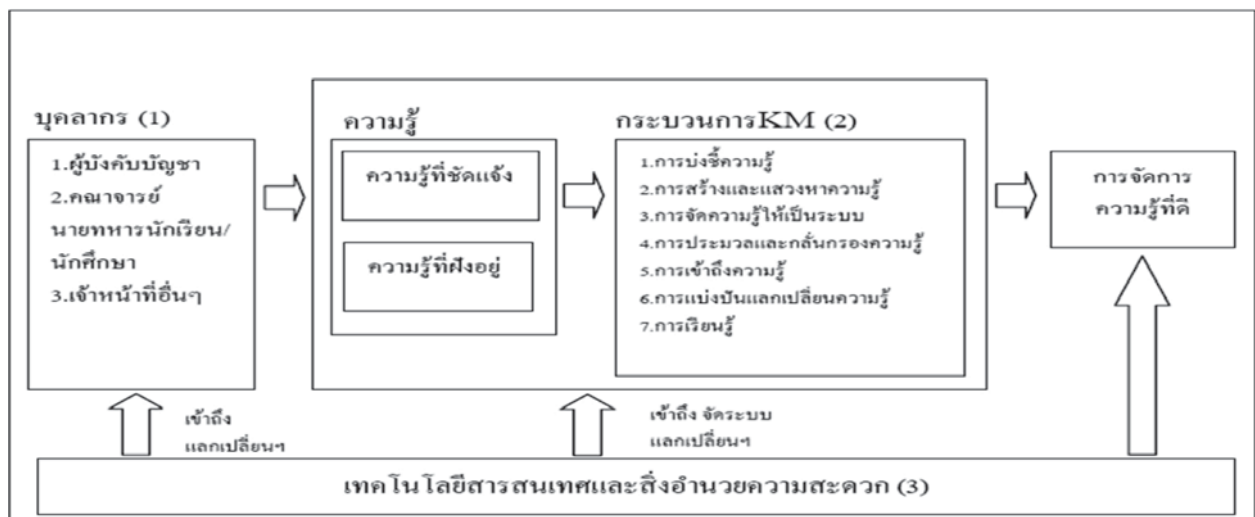 บุคลากร (1)
1.ผู้บังคับบัญชา
2.คณาจารย์
นายทหารนักเรียน/
นักศึกษา
3.เจ้าหน้าที่อื่นๆ
ความรู้
ความรู้ที่ชัดแจ้ง
ความรู้ที่ฝังอยู่
กระบวนการKM (2)
1.การบ่งชี้ความรู้
2.การสร้างและแสวงหาความรู้
3.การจัดความรู้ให้เป็นระบบ
4.การประมวลและกลั่นกรองความรู้
5.การเข้าถึงความรู้
6.การแบ่งปันแลกเปลี่ยนความรู้
7.การเรียนรู้
การจัดการ
ความรู้ที่ดี
เข้าถึง
แลกเปลี่ยนฯ
เข้าถึง จัดระบบ
แลกเปลี่ยนฯ
เทคโนโลยีสารสนเทศและสิ่งอำนวยความสะดวก (3)